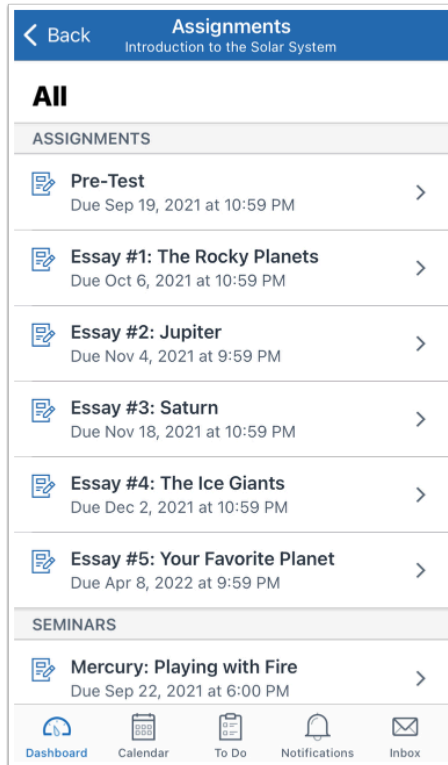 Back
Assignments
Introduction to the Solar System
All
ASSIGNMENTS
Pre-Test
Due Sep 19, 2021 at 10:59 PM
Essay #1: The Rocky Planets
Due Oct 6, 2021 at 10:59 PM
Essay #2: Jupiter
Due Nov 4, 2021 at 9:59 PM
Essay #3: Saturn
Due Nov 18, 2021 at 10:59 PM
Essay #4: The Ice Giants
Due Dec 2, 2021 at 10:59 PM
Essay #5: Your Favorite Planet
Due Apr 8, 2022 at 9:59 PM
SEMINARS
Mercury: Playing with Fire
Due Sep 22, 2021 at 6:00 PM
Dashboard Calendar To Do Notifications Inbox